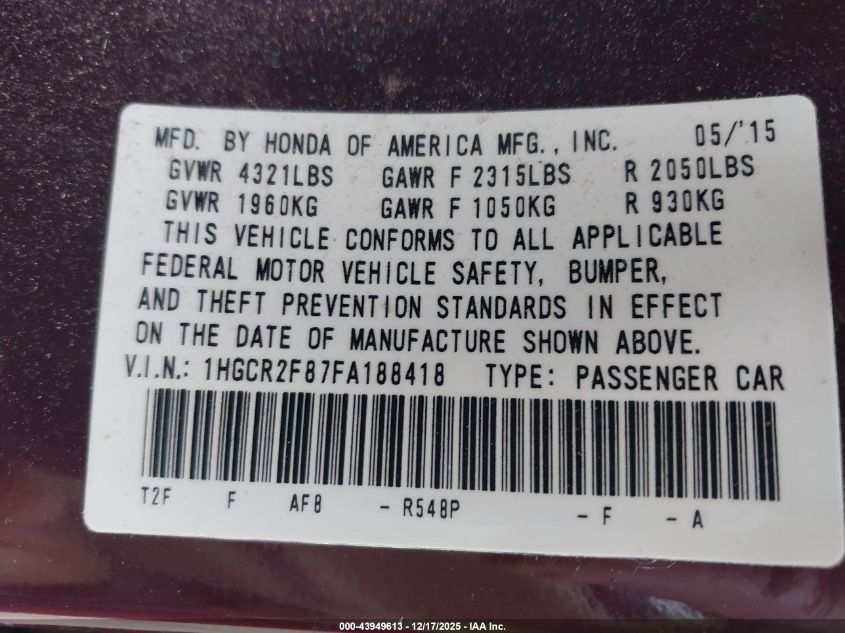 MFD. BY HONDA OF AMERICA MFG., INC. 05/'15
GVWR 4321LBS GAWR F 2315LBS R 2050LBS
GVWR 1960KG GAWR F 1050KG R 930KG
THIS VEHICLE CONFORMS TO ALL APPLICABLE
FEDERAL MOTOR VEHICLE SAFETY, BUMPER,
AND THEFT PREVENTION STANDARDS IN EFFECT
ON THE DATE OF MANUFACTURE SHOWN ABOVE.
V.I.N.: 1HGCR2F87FA188418 TYPE: PASSENGER CAR
T2F F AF8 - R548P - F - A
000-43949613 - 12/17/2025 - IAA Inc.